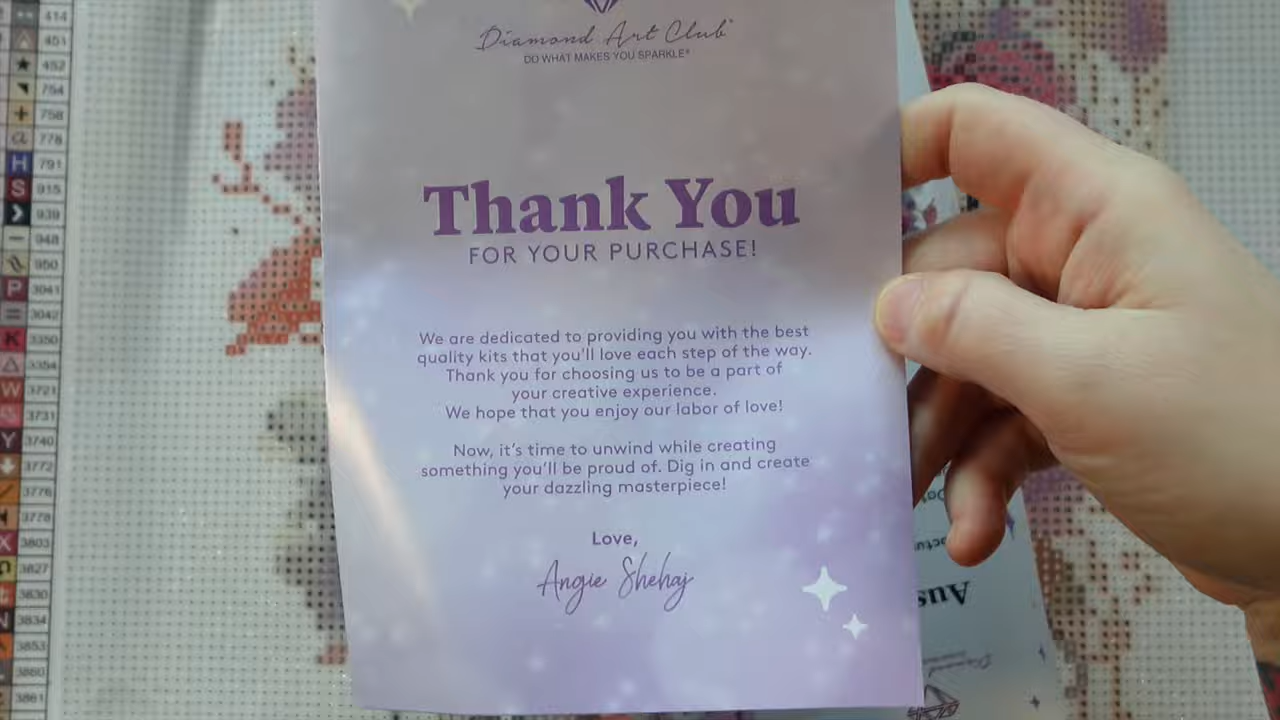 Diamond Art Club
DO WHAT MAKES YOU SPARKLE®
Thank You
FOR YOUR PURCHASE!
We are dedicated to providing you with the best
quality kits that you'll love each step of the way.
Thank you for choosing us to be a part of
your creative experience.
We hope that you enjoy our labor of love!
Now, it's time to unwind while creating
something you'll be proud of. Dig in and create
your dazzling masterpiece!
Love,
Angie Shehaj
414
451
452
754
758
778
H 791
S 915
939
948
950
P 3041
3042
K 3350
3354
W 3721
3731
Y 3740
3772
3776
3778
X 3803
3827
3830
N 3834
3853
3860
3861